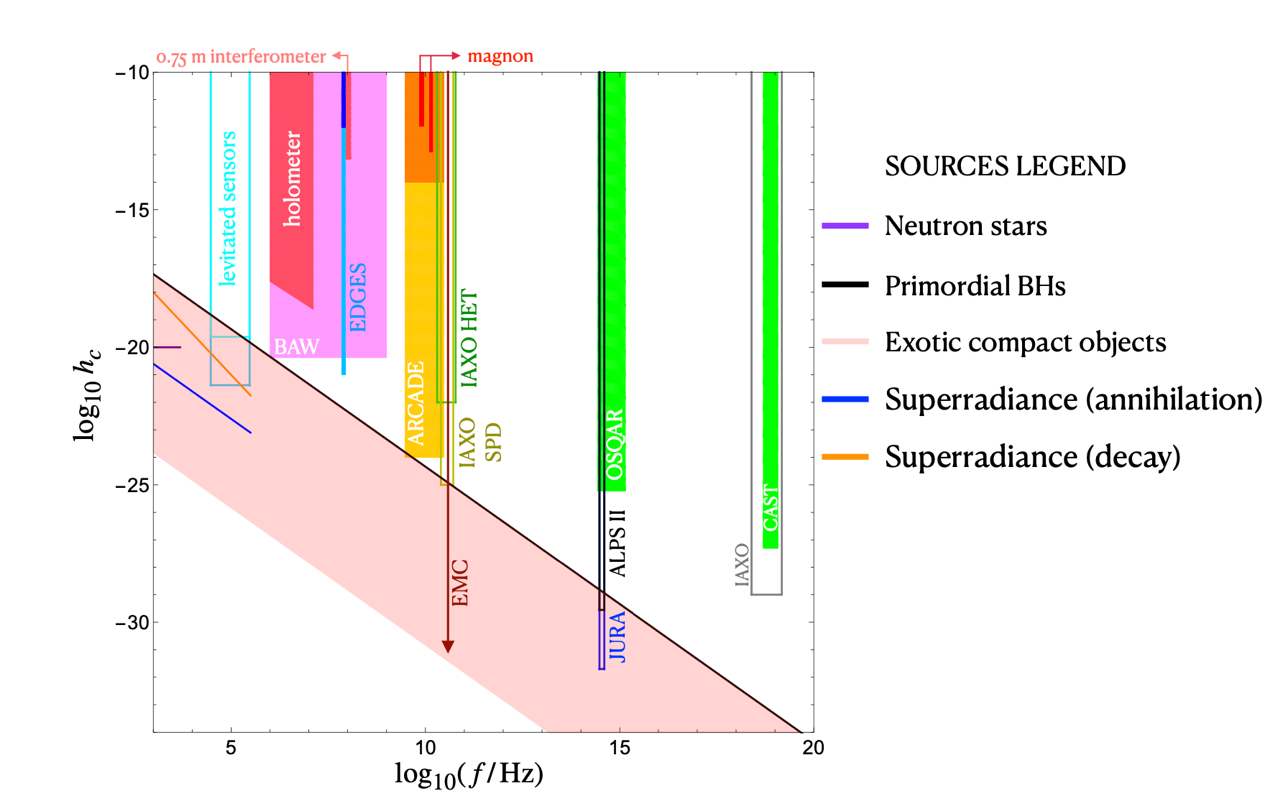 0.75 m interferometer
magnon
−10
−15
−20
−25
−30
log10 hc
levitated sensors
holometer
BAW
EDGES
ARCADE
IAXO HET
IAXO
SPD
EMC
OSQAR
ALPS II
JURA
IAXO
CAST
5
10
15
20
log10(f/Hz)
SOURCES LEGEND
Neutron stars
Primordial BHs
Exotic compact objects
Superradiance (annihilation)
Superradiance (decay)